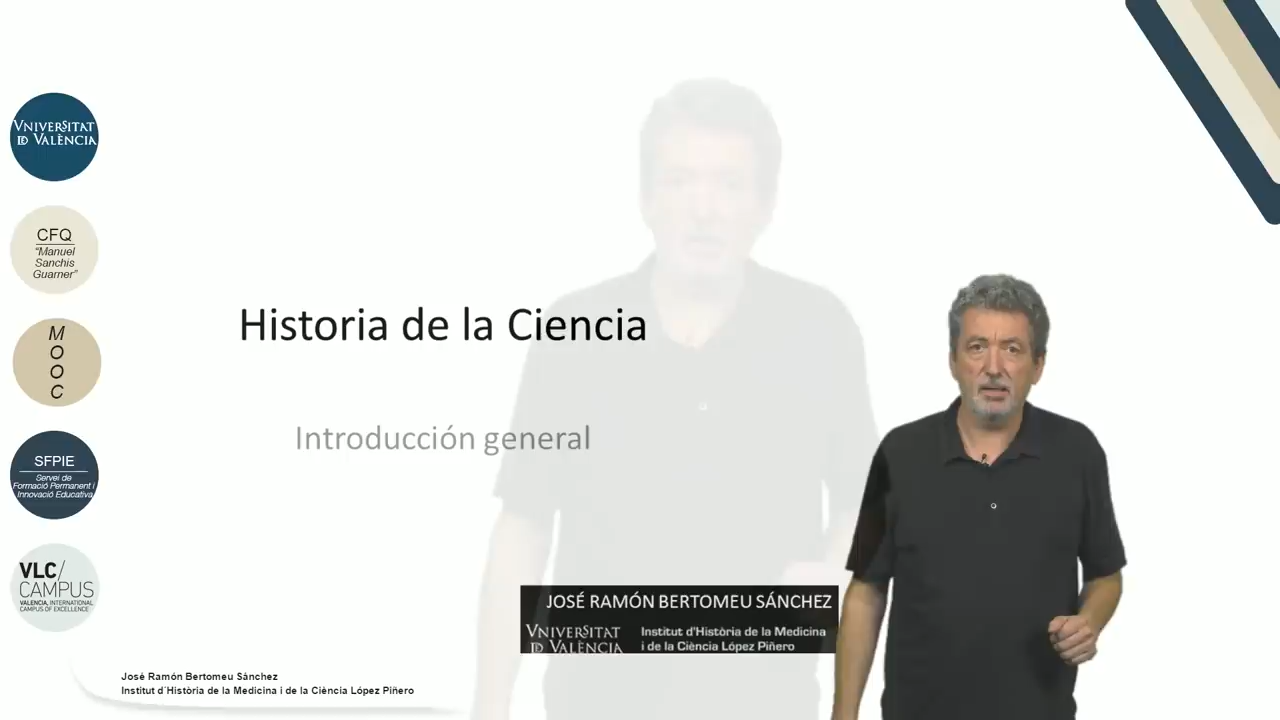 VNIVERSITAT
ID VALÈNCIA
CFQ
"Manuel
Sanchis
Guarner"
M
O
O
C
SFPIE
Servei de
Formació Permanent i
Innovació Educativa
VLC/
CAMPUS
VALENCIA, INTERNATIONAL
CAMPUS OF EXCELLENCE
Historia de la Ciencia
Introducción general
JOSÉ RAMÓN BERTOMEU SÁNCHEZ
VNIVERSITAT
ID VALÈNCIA
Institut d'Història de la Medicina
i de la Ciència López Piñero
José Ramón Bertomeu Sánchez
Institut d´Història de la Medicina i de la Ciència López Piñero